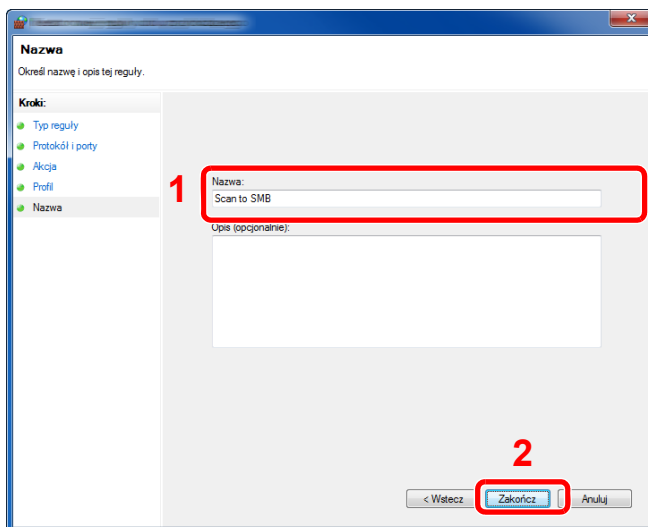 Nazwa
Określ nazwę i opis tej reguły.
Kroki:
Typ reguły
Protokół i porty
Akcja
Profil
Nazwa
1
Nazwa:
Scan to SMB
Opis (opcjonalnie):
2
< Wstecz
Zakończ
Anuluj